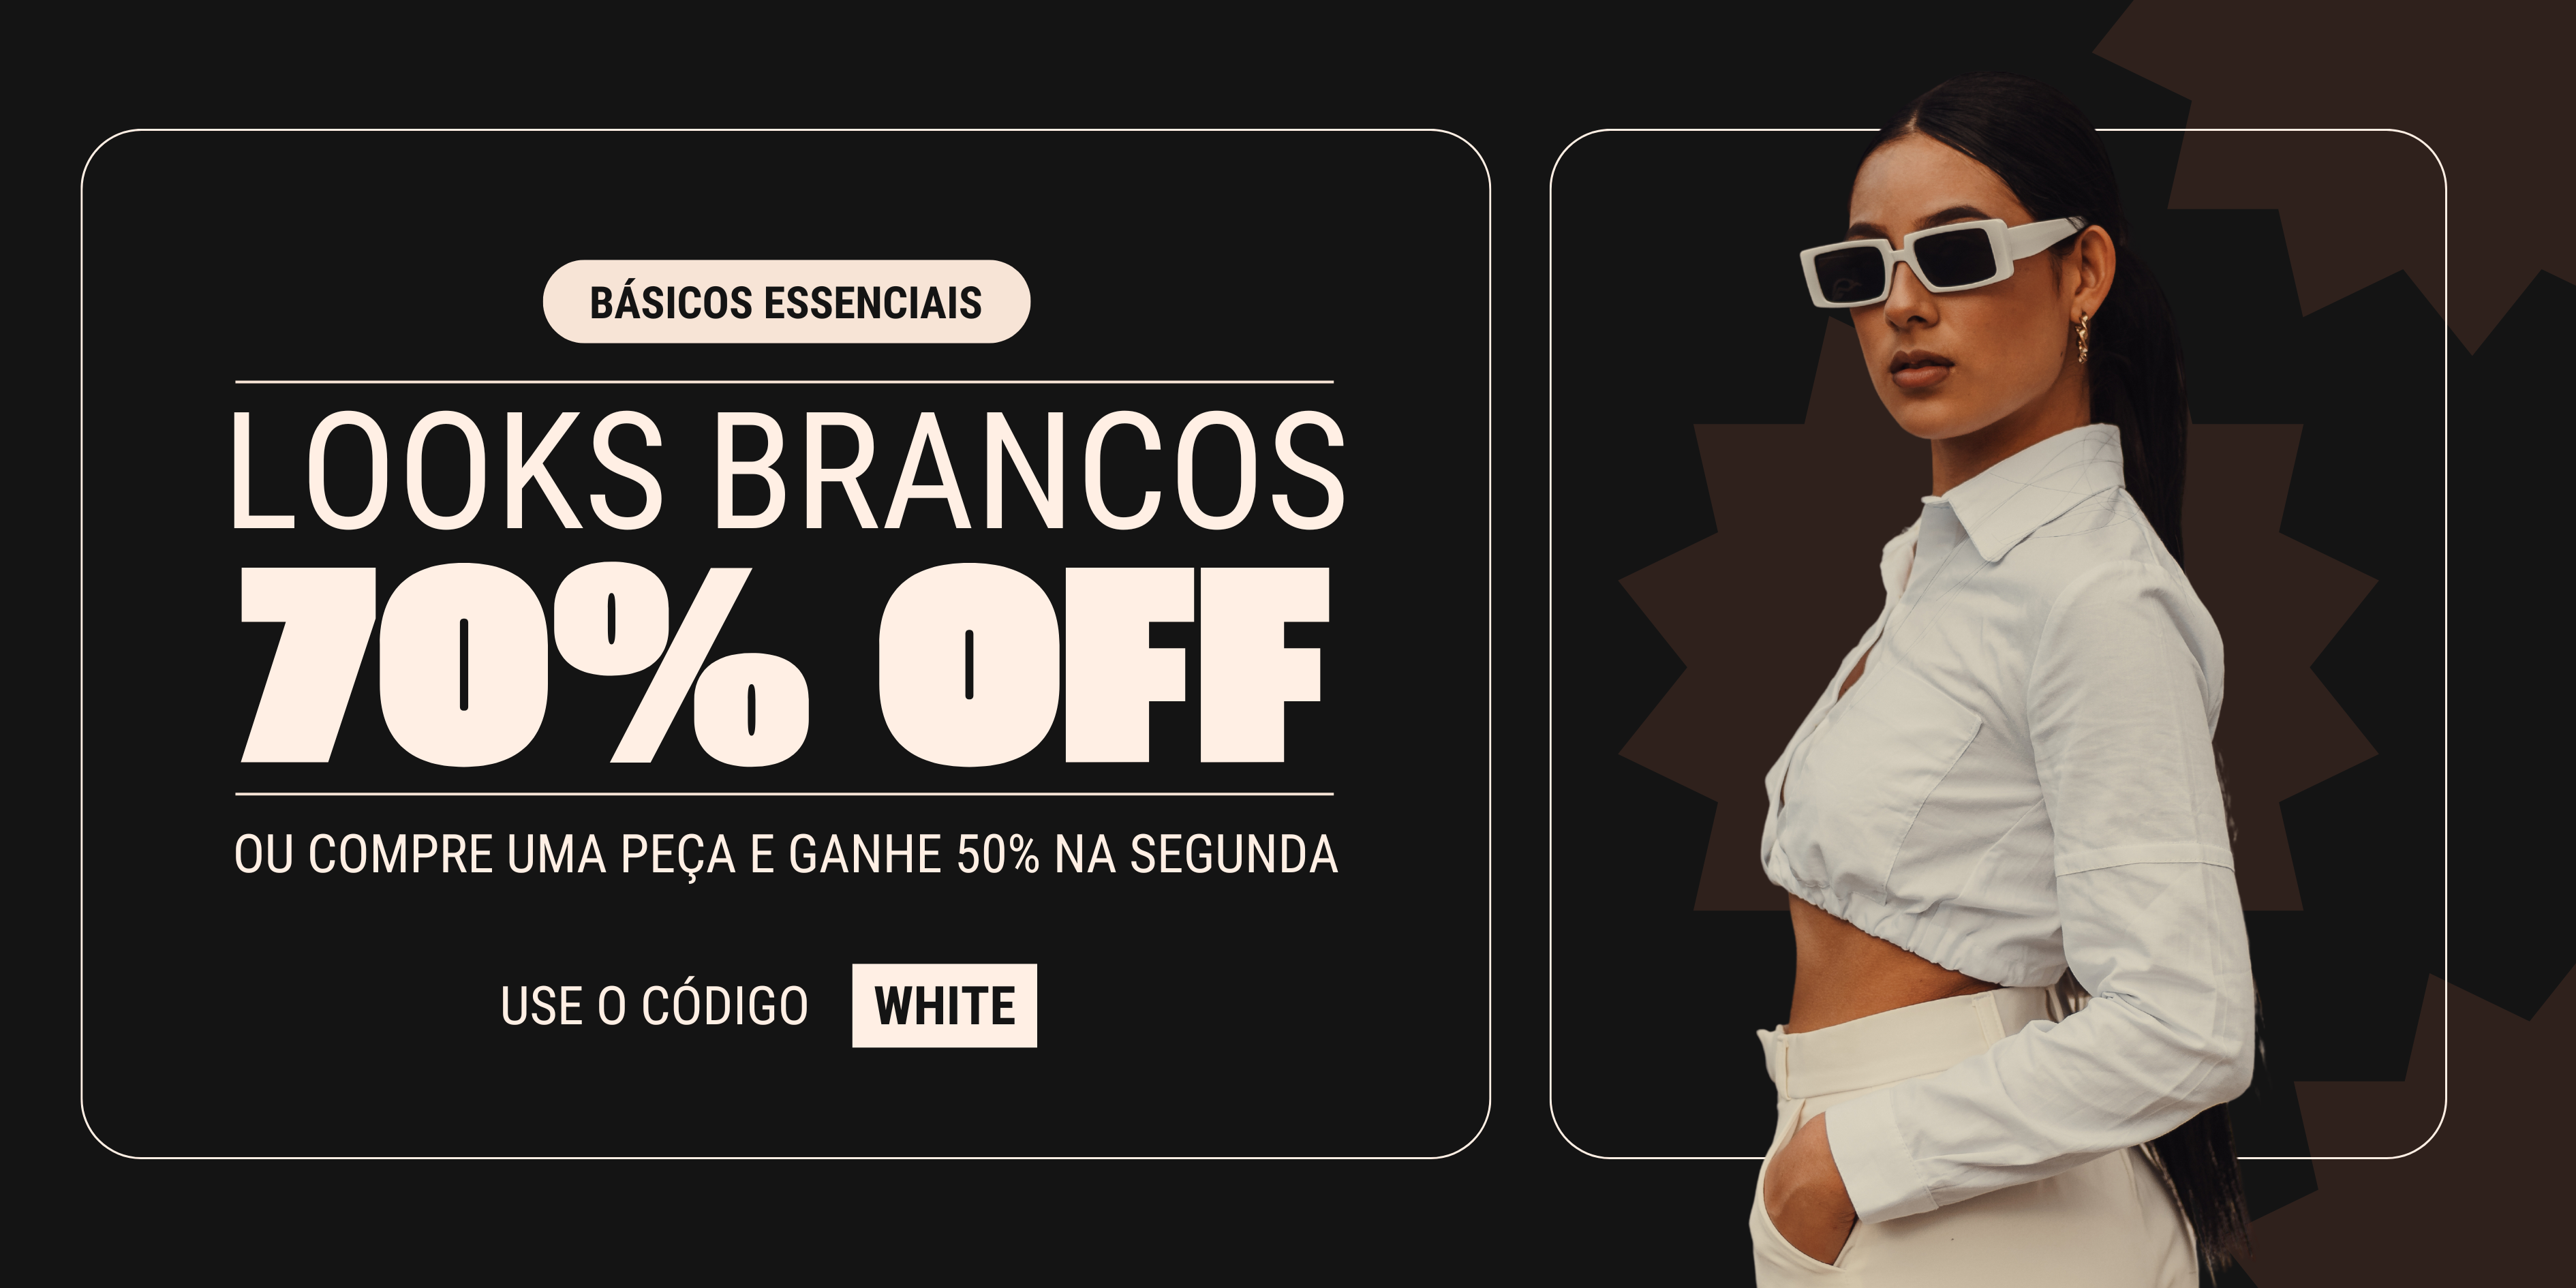 BÁSICOS ESSENCIAIS
LOOKS BRANCOS
70% OFF
OU COMPRE UMA PEÇA E GANHE 50% NA SEGUNDA
USE O CÓDIGO WHITE